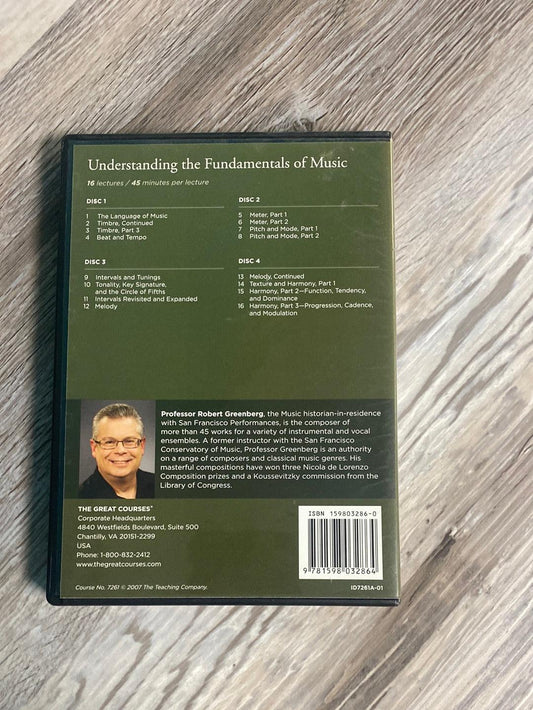 Understanding the Fundamentals of Music
16 lectures / 45 minutes per lecture
DISC 1
1 The Language of Music
2 Timbre, Continued
3 Timbre, Part 3
4 Beat and Tempo
DISC 2
5 Meter, Part 1
6 Meter, Part 2
7 Pitch and Mode, Part 1
8 Pitch and Mode, Part 2
DISC 3
9 Intervals and Tunings
10 Tonality, Key Signature,
and the Circle of Fifths
11 Intervals Revisited and Expanded
12 Melody
DISC 4
13 Melody, Continued
14 Texture and Harmony, Part 1
15 Harmony, Part 2—Function, Tendency,
and Dominance
16 Harmony, Part 3—Progression, Cadence,
and Modulation
Professor Robert Greenberg, the Music historian-in-residence
with San Francisco Performances, is the composer of
more than 45 works for a variety of instrumental and vocal
ensembles. A former instructor with the San Francisco
Conservatory of Music, Professor Greenberg is an authority
on a range of composers and classical music genres. His
masterful compositions have won three Nicola de Lorenzo
Composition prizes and a Koussevitzky commission from the
Library of Congress.
THE GREAT COURSES®
Corporate Headquarters
4840 Westfields Boulevard, Suite 500
Chantilly, VA 20151-2299
USA
Phone: 1-800-832-2412
www.thegreatcourses.com
ISBN 159803286-0
9 781598 032864
Course No. 7261 © 2007 The Teaching Company.
ID7261A-01